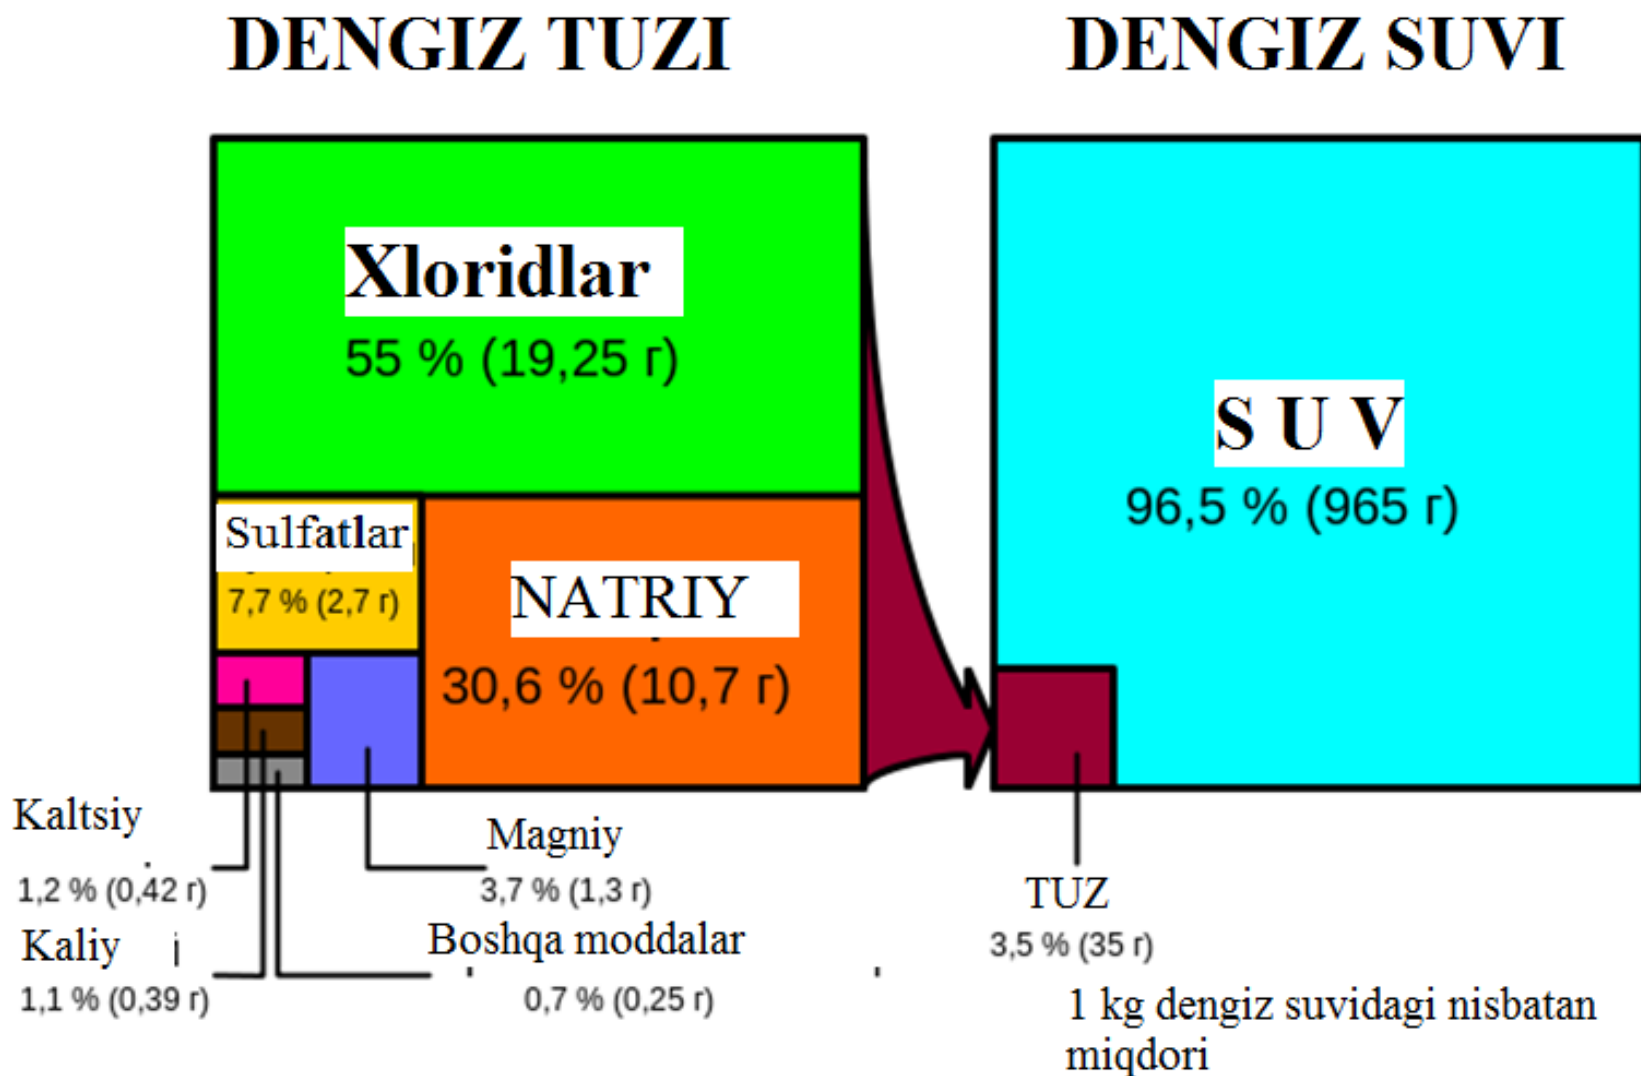 DENGIZ TUZI
DENGIZ SUVI
Xloridlar
55 % (19,25 г)
Sulfatlar
7,7 % (2,7 г)
NATRIY
30,6 % (10,7 г)
S U V
96,5 % (965 г)
Kaltsiy
1,2 % (0,42 г)
Magniy
3,7 % (1,3 г)
Kaliy
1,1 % (0,39 г)
Boshqa moddalar
0,7 % (0,25 г)
TUZ
3,5 % (35 г)
1 kg dengiz suvidagi nisbatan
miqdori